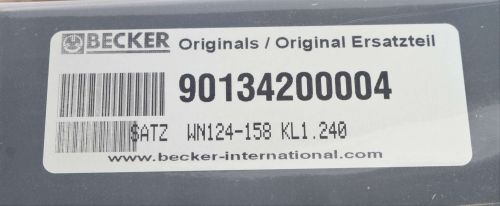 BECKER Originals / Original Ersatzteil
90134200004
SATZ WN124-158 KL1.240
www.becker-international.com